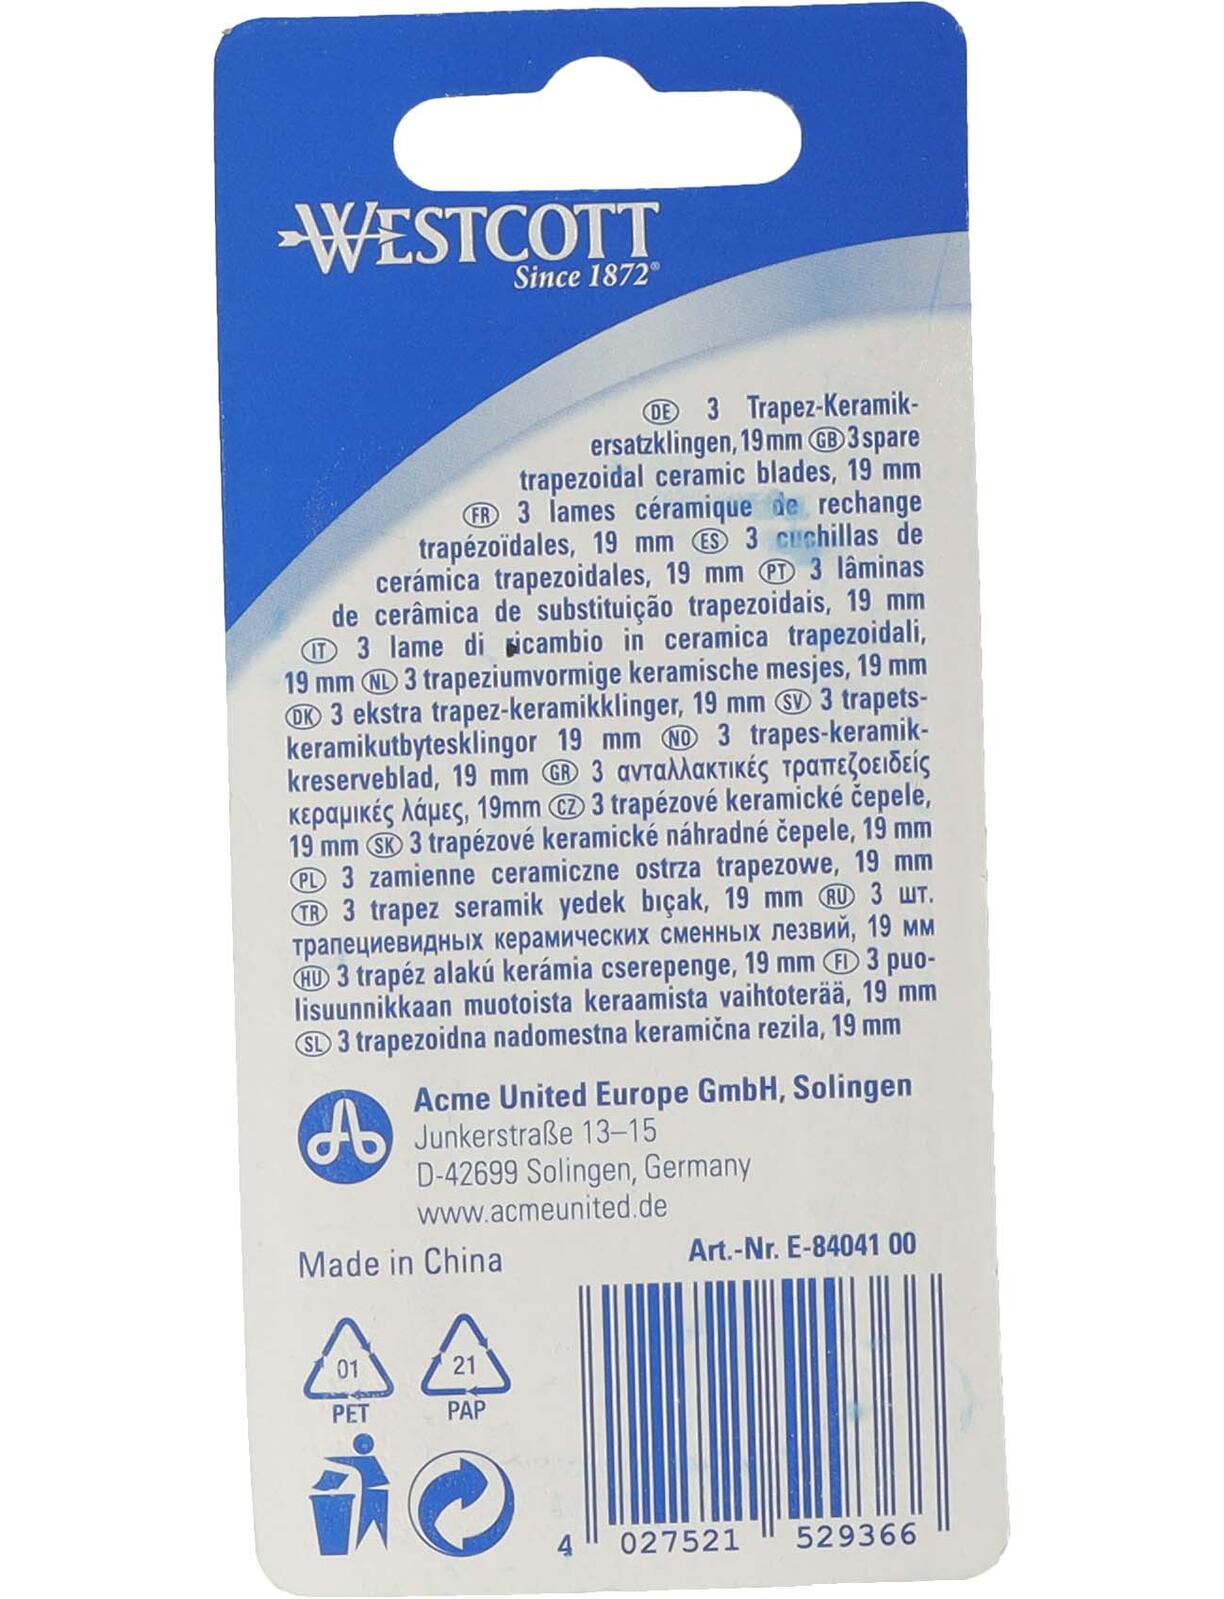 WESTCOTT
Since 1872®
DE 3 Trapez-Keramik-
ersatzklingen, 19 mm GB 3 spare
trapezoidal ceramic blades, 19 mm
FR 3 lames céramique de rechange
trapézoïdales, 19 mm ES 3 cuchillas de
cerámica trapezoidales, 19 mm PT 3 lâminas
de cerâmica de substituição trapezoidais, 19 mm
IT 3 lame di ricambio in ceramica trapezoidali,
19 mm NL 3 trapeziumvormige keramische mesjes, 19 mm
DK 3 ekstra trapez-keramikklinger, 19 mm SV 3 trapets-
keramikutbytesklingor 19 mm NO 3 trapes-keramik-
kreserveblad, 19 mm GR 3 ανταλλακτικές τραπεζοειδείς
κεραμικές λάμες, 19mm CZ 3 trapézové keramické čepele,
19 mm SK 3 trapézové keramické náhradné čepele, 19 mm
PL 3 zamienne ceramiczne ostrza trapezowe, 19 mm
TR 3 trapez seramik yedek bıçak, 19 mm RU 3 шт.
трапециевидных керамических сменных лезвий, 19 мм
HU 3 trapéz alakú kerámia cserepenge, 19 mm FI 3 puo-
lisuunnikkaan muotoista keraamista vaihtoterää, 19 mm
SL 3 trapezoidna nadomestna keramična rezila, 19 mm
Acme United Europe GmbH, Solingen
Junkerstraße 13–15
D-42699 Solingen, Germany
www.acmeunited.de
Made in China
Art.-Nr. E-84041 00
01
PET
21
PAP
4 027521 529366